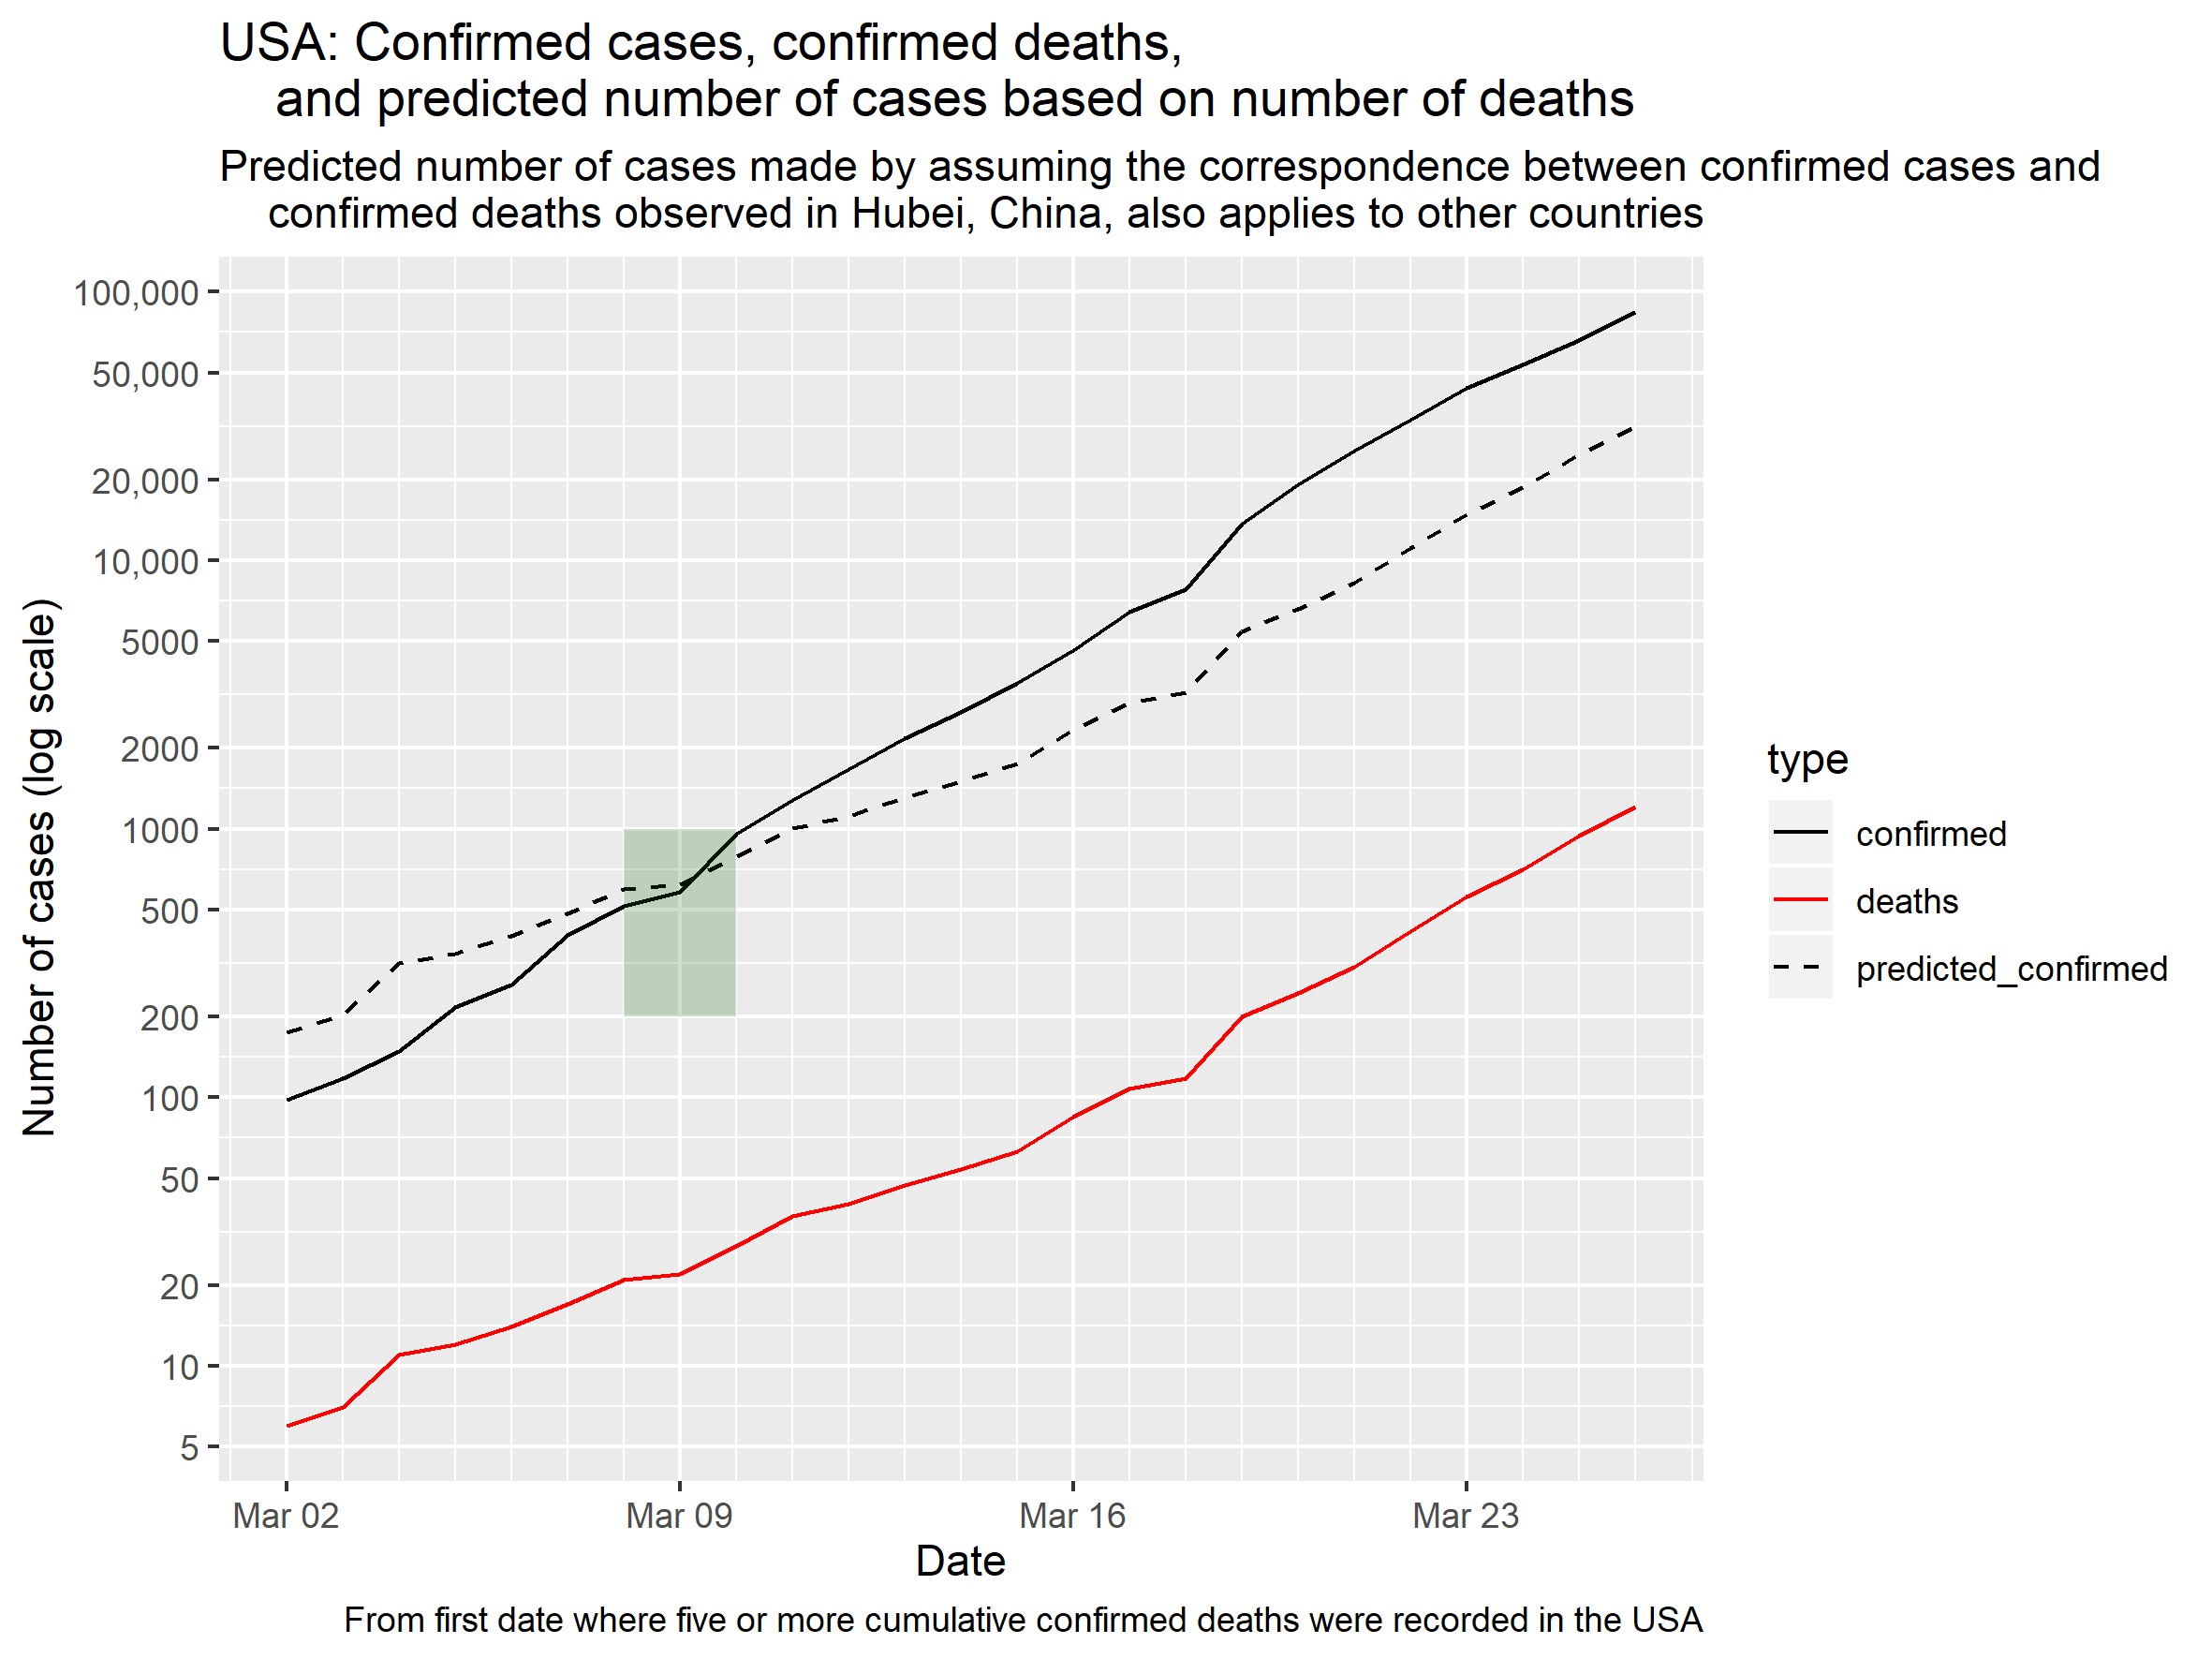 USA: Confirmed cases, confirmed deaths,
and predicted number of cases based on number of deaths
Predicted number of cases made by assuming the correspondence between confirmed cases and
confirmed deaths observed in Hubei, China, also applies to other countries
Number of cases (log scale)
100,000
50,000
20,000
10,000
5000
2000
1000
500
200
100
50
20
10
5
Mar 02
Mar 09
Mar 16
Mar 23
Date
type
confirmed
deaths
predicted_confirmed
From first date where five or more cumulative confirmed deaths were recorded in the USA